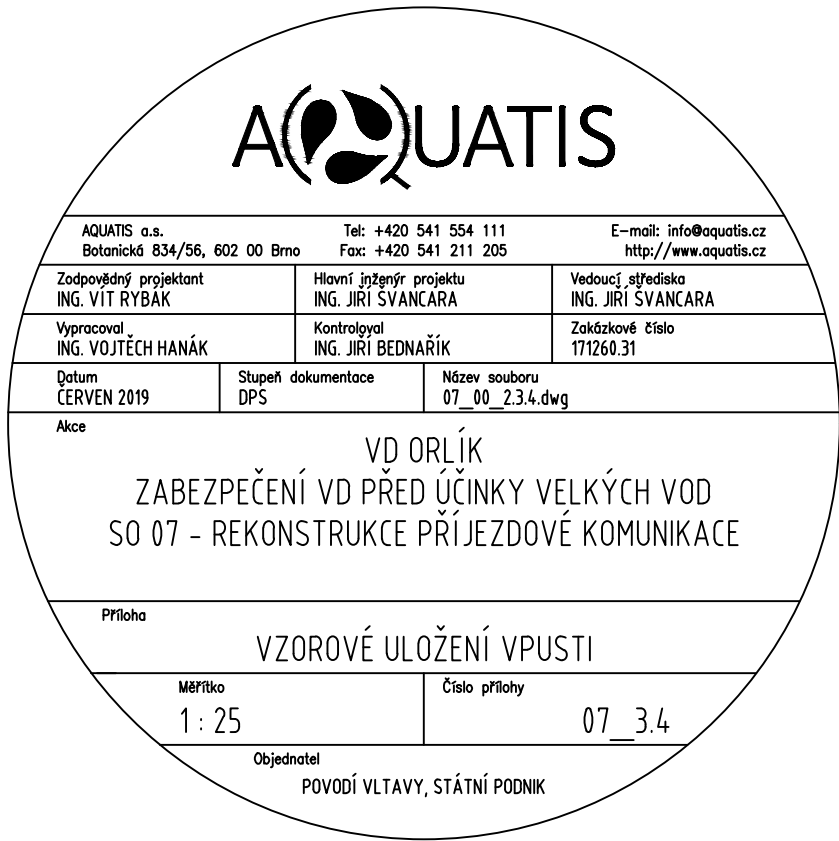 AQUATIS
AQUATIS a.s. Tel: +420 541 554 111 E-mail: info@aquatis.cz
Botanická 834/56, 602 00 Brno Fax: +420 541 211 205 http://www.aquatis.cz
Zodpovědný projektant Hlavní inženýr projektu Vedoucí střediska
ING. VÍT RYBÁK ING. JIŘÍ ŠVANCARA ING. JIŘÍ ŠVANCARA
Vypracoval Kontroloval Zakázkové číslo
ING. VOJTĚCH HANÁK ING. JIŘÍ BEDNAŘÍK 171260.31
Datum Stupeň dokumentace Název souboru
ČERVEN 2019 DPS 07_00_2.3.4.dwg
Akce
VD ORLÍK
ZABEZPEČENÍ VD PŘED ÚČINKY VELKÝCH VOD
SO 07 - REKONSTRUKCE PŘÍJEZDOVÉ KOMUNIKACE
Příloha
VZOROVÉ ULOŽENÍ VPUSTI
Měřítko Číslo přílohy
1 : 25 07_3.4
Objednatel
POVODÍ VLTAVY, STÁTNÍ PODNIK